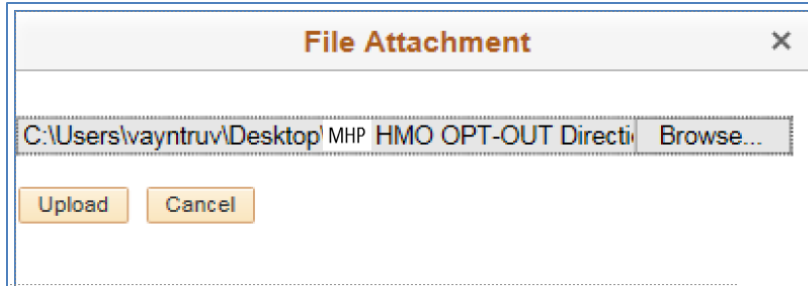 File Attachment ×
C:\Users\vayntruv\Desktop\ MHP HMO OPT-OUT Directi Browse...
Upload Cancel